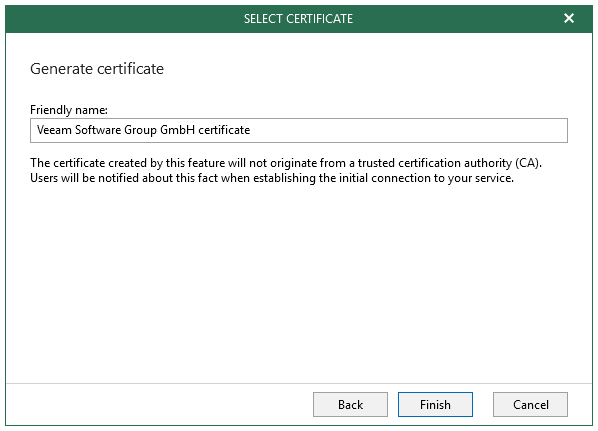 SELECT CERTIFICATE
Generate certificate
Friendly name:
Veeam Software Group GmbH certificate
The certificate created by this feature will not originate from a trusted certification authority (CA).
Users will be notified about this fact when establishing the initial connection to your service.
Back Finish Cancel